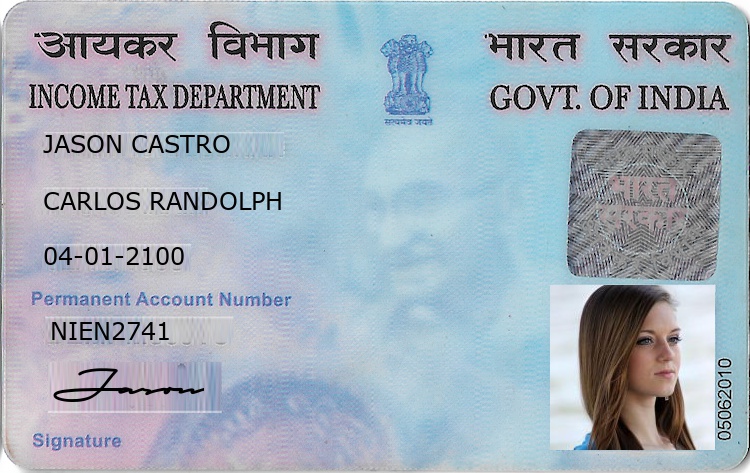 आयकर विभाग
भारत सरकार
INCOME TAX DEPARTMENT
GOVT. OF INDIA
सत्यमेव जयते
JASON CASTRO
CARLOS RANDOLPH
भारत
सरकार
04-01-2100
Permanent Account Number
NIEN2741
Jason
Signature
05062010